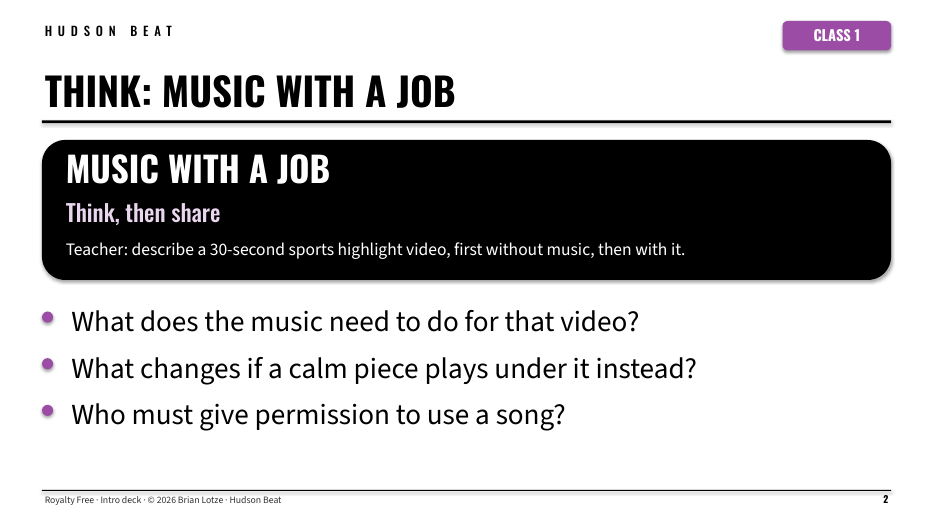 HUDSON BEAT
CLASS 1
THINK: MUSIC WITH A JOB
MUSIC WITH A JOB
Think, then share
Teacher: describe a 30-second sports highlight video, first without music, then with it.
• What does the music need to do for that video?
• What changes if a calm piece plays under it instead?
• Who must give permission to use a song?
Royalty Free · Intro deck · © 2026 Brian Lotze · Hudson Beat
2